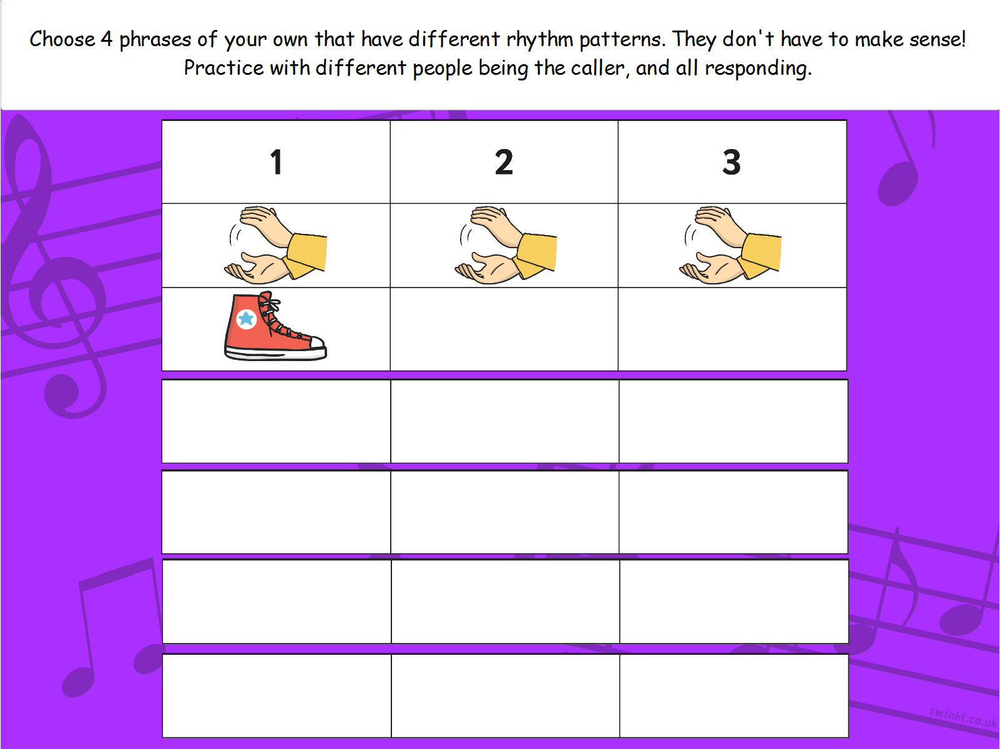 Choose 4 phrases of your own that have different rhythm patterns. They don't have to make sense!
Practice with different people being the caller, and all responding.
1 2 3
twinkl.co.uk